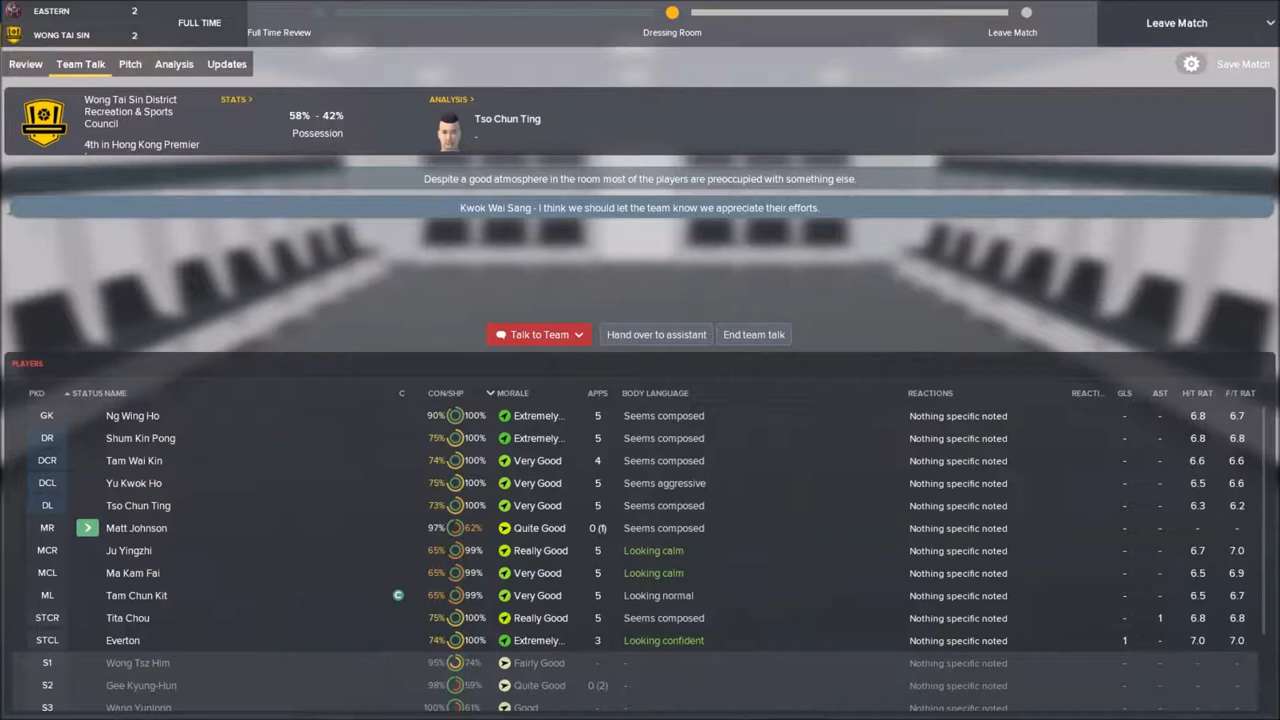 EASTERN 2
WONG TAI SIN 2
FULL TIME
Full Time Review
Dressing Room
Leave Match
Leave Match
Review Team Talk Pitch Analysis Updates
Save Match
Wong Tai Sin District
Recreation & Sports
Council
4th in Hong Kong Premier
STATS >
58% - 42%
Possession
ANALYSIS >
Tso Chun Ting
-
Despite a good atmosphere in the room most of the players are preoccupied with something else.
Kwok Wai Sang - I think we should let the team know we appreciate their efforts.
Talk to Team Hand over to assistant End team talk
PLAYERS
PKD STATUS NAME C CON/SHP MORALE APPS BODY LANGUAGE REACTIONS REACTI... GLS AST H/T RAT F/T RAT
GK Ng Wing Ho 90% 100% Extremely... 5 Seems composed Nothing specific noted - - 6.8 6.7
DR Shum Kin Pong 75% 100% Extremely... 5 Seems composed Nothing specific noted - - 6.8 6.8
DCR Tam Wai Kin 74% 100% Very Good 4 Seems composed Nothing specific noted - - 6.6 6.6
DCL Yu Kwok Ho 75% 100% Very Good 5 Seems aggressive Nothing specific noted - - 6.5 6.6
DL Tso Chun Ting 73% 100% Very Good 5 Seems composed Nothing specific noted - - 6.3 6.2
MR Matt Johnson 97% 62% Quite Good 0 (1) Seems composed Nothing specific noted - - - -
MCR Ju Yingzhi 65% 99% Really Good 5 Looking calm Nothing specific noted - - 6.7 7.0
MCL Ma Kam Fai 65% 99% Very Good 5 Looking calm Nothing specific noted - - 6.5 6.9
ML Tam Chun Kit C 65% 99% Very Good 5 Looking normal Nothing specific noted - - 6.5 6.7
STCR Tita Chou 75% 100% Really Good 5 Seems composed Nothing specific noted - 1 6.8 6.8
STCL Everton 74% 100% Extremely... 3 Looking confident Nothing specific noted 1 - 7.0 7.0
S1 Wong Tsz Him 95% 74% Fairly Good - - Nothing specific noted - - - -
S2 Gee Kyung-Hun 98% 59% Quite Good 0 (2) - Nothing specific noted - - - -
S3 Wang Yunlong 100% 61% Good - - Nothing specific noted - - - -